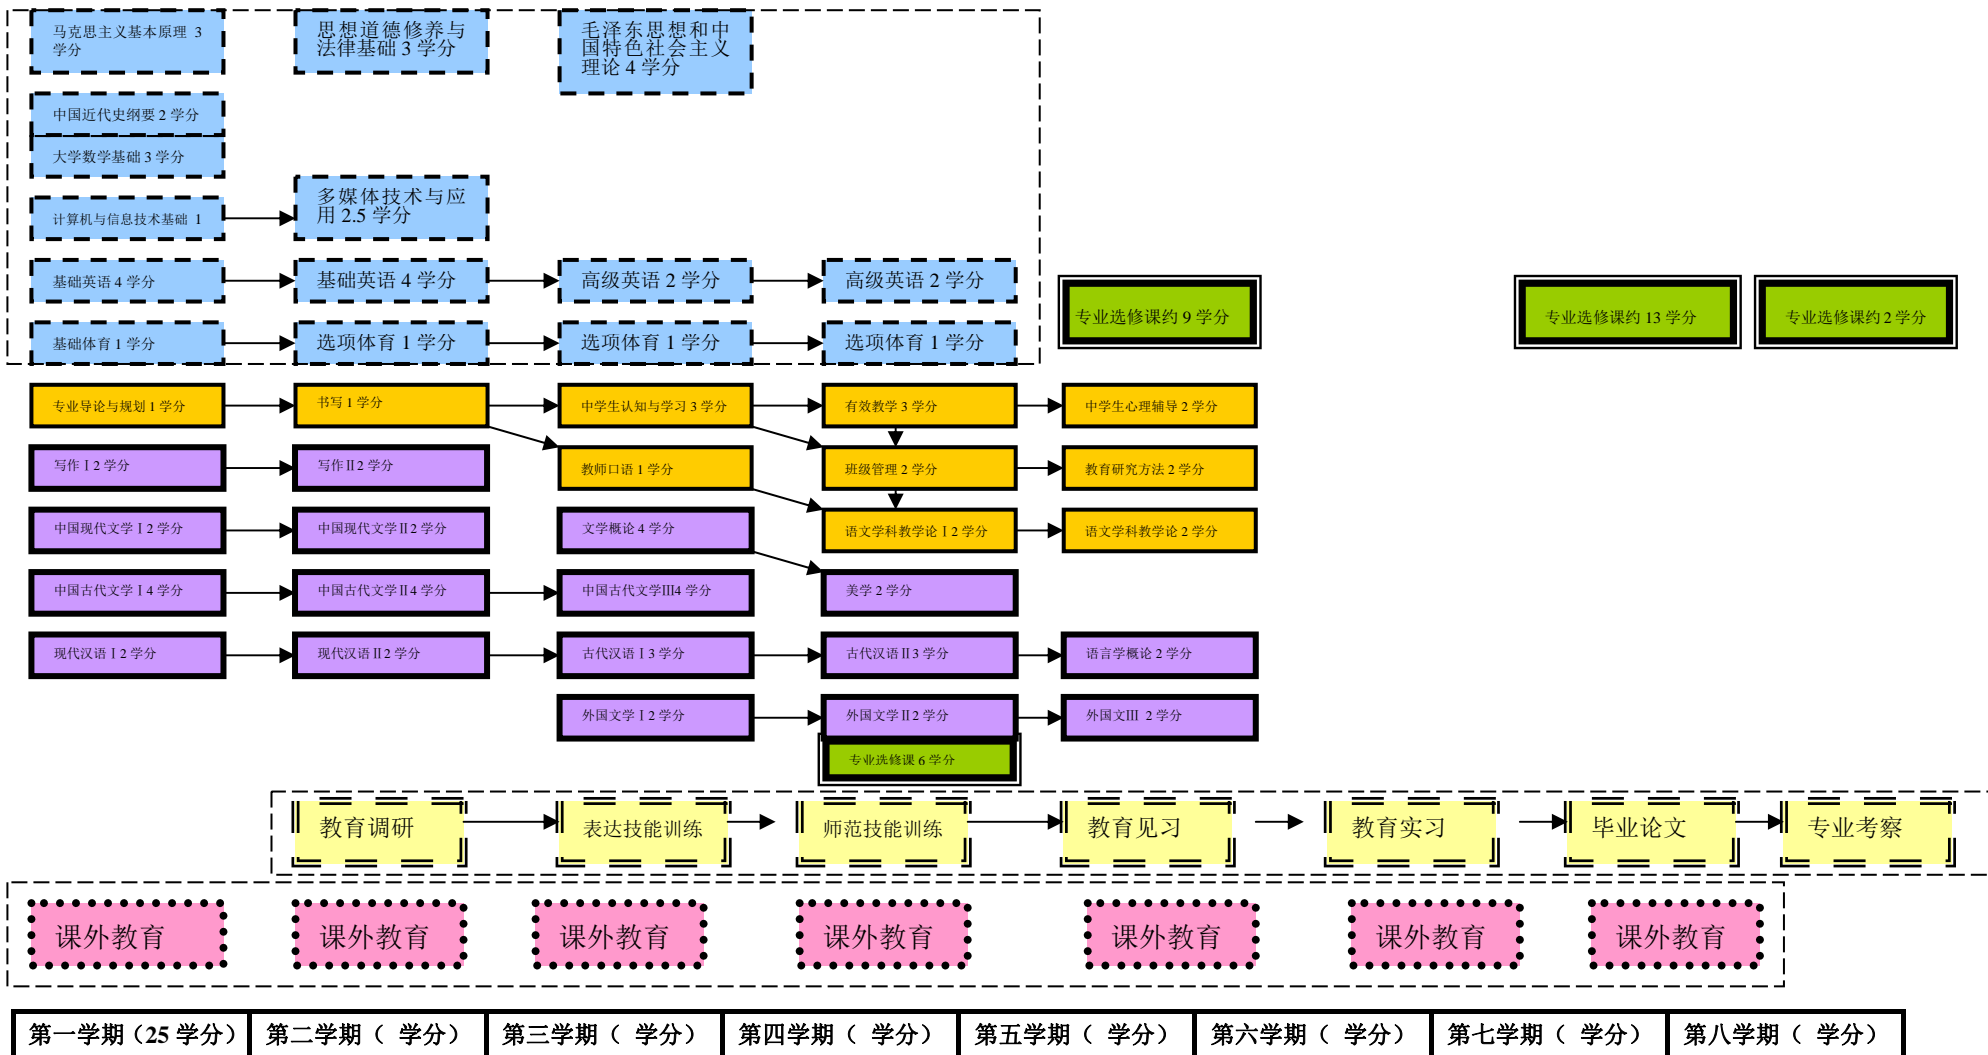 马克思主义基本原理 3
学分
思想道德修养与
法律基础 3 学分
毛泽东思想和中
国特色社会主义
理论 4 学分
中国近代史纲要 2 学分
大学数学基础 3 学分
计算机与信息技术基础 1
多媒体技术与应
用 2.5 学分
基础英语 4 学分
基础英语 4 学分
高级英语 2 学分
高级英语 2 学分
专业选修课约 9 学分
专业选修课约 13 学分
专业选修课约 2 学分
基础体育 1 学分
选项体育 1 学分
选项体育 1 学分
选项体育 1 学分
专业导论与规划 1 学分
书写 1 学分
中学生认知与学习 3 学分
有效教学 3 学分
中学生心理辅导 2 学分
写作Ⅰ2 学分
写作Ⅱ2 学分
教师口语 1 学分
班级管理 2 学分
教育研究方法 2 学分
中国现代文学Ⅰ2 学分
中国现代文学Ⅱ2 学分
文学概论 4 学分
语文学科教学论Ⅰ2 学分
语文学科教学论 2 学分
中国古代文学Ⅰ4 学分
中国古代文学Ⅱ4 学分
中国古代文学Ⅲ4 学分
美学 2 学分
现代汉语Ⅰ2 学分
现代汉语Ⅱ2 学分
古代汉语Ⅰ3 学分
古代汉语Ⅱ3 学分
语言学概论 2 学分
外国文学Ⅰ2 学分
外国文学Ⅱ2 学分
外国文Ⅲ 2 学分
专业选修课 6 学分
教育调研
表达技能训练
师范技能训练
教育见习
教育实习
毕业论文
专业考察
课外教育
课外教育
课外教育
课外教育
课外教育
课外教育
课外教育
第一学期（25 学分）
第二学期（ 学分）
第三学期（ 学分）
第四学期（ 学分）
第五学期（ 学分）
第六学期（ 学分）
第七学期（ 学分）
第八学期（ 学分）